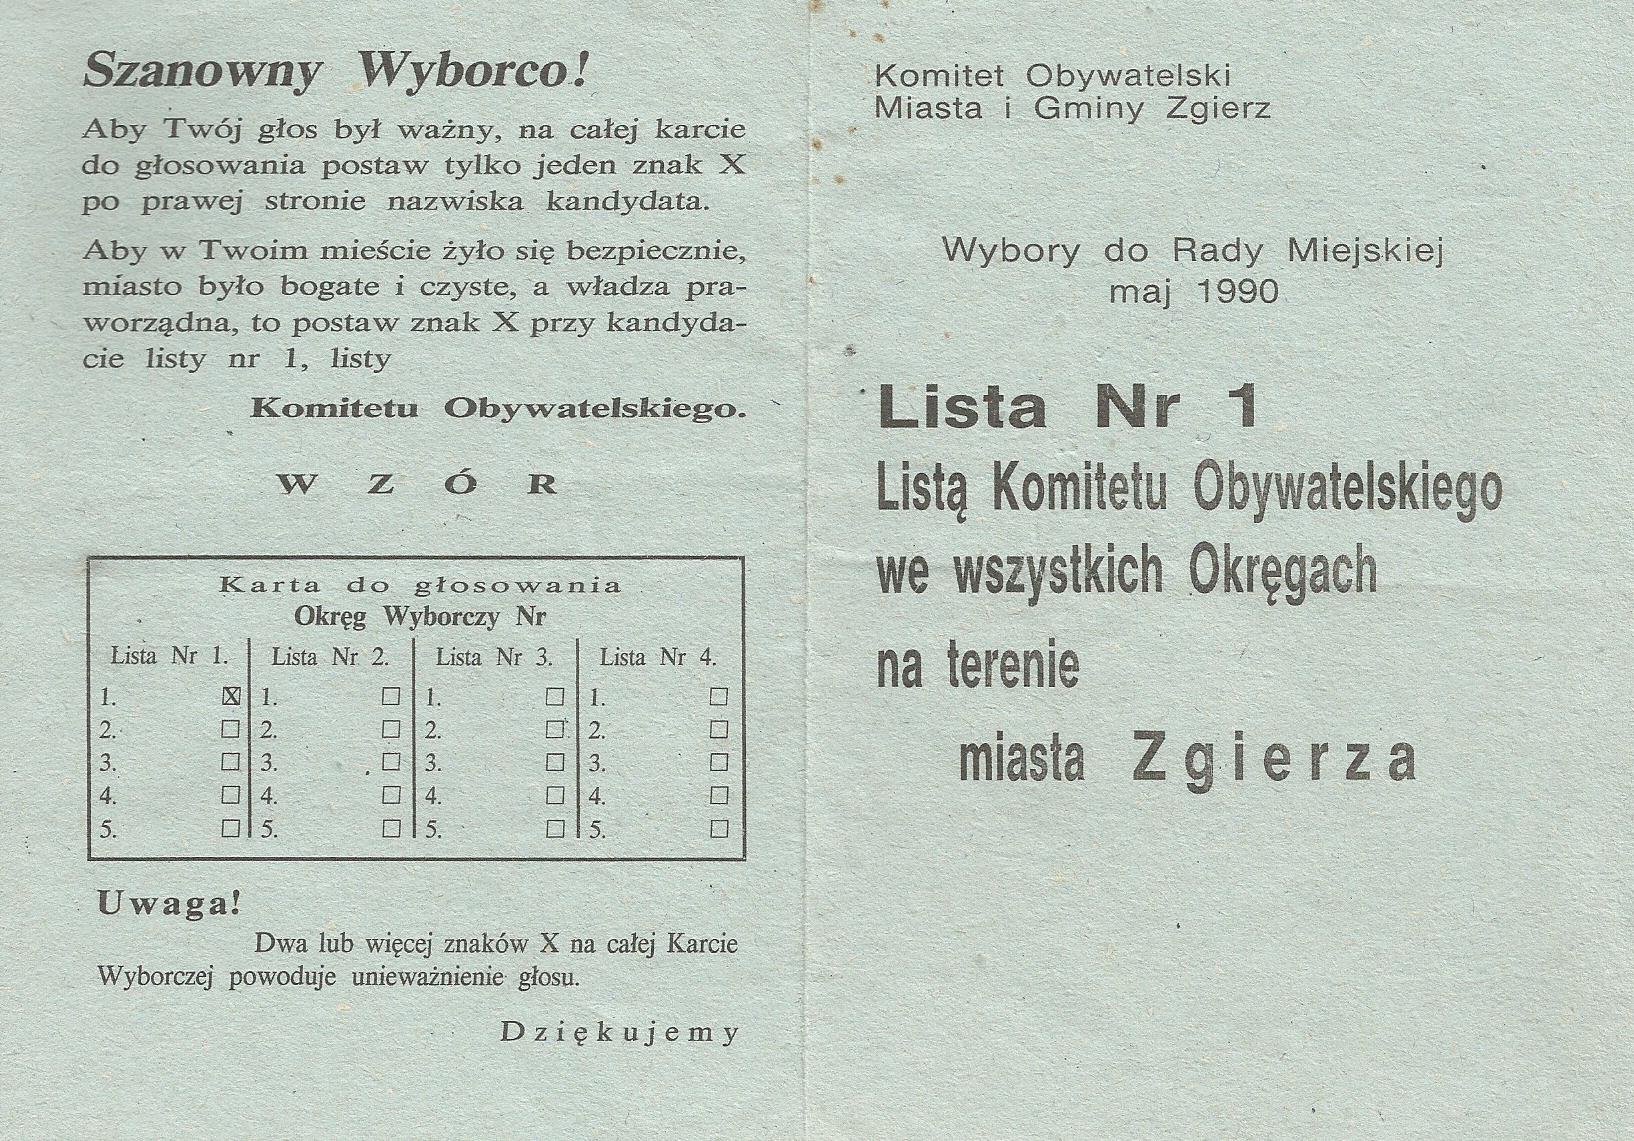 Szanowny Wyborco!
Aby Twój głos był ważny, na całej karcie
do głosowania postaw tylko jeden znak X
po prawej stronie nazwiska kandydata.
Aby w Twoim mieście żyło się bezpiecznie,
miasto było bogate i czyste, a władza pra-
worządna, to postaw znak X przy kandyda-
cie listy nr 1, listy
Komitetu Obywatelskiego.
W Z Ó R
Karta do głosowania
Okręg Wyborczy Nr
Lista Nr 1. Lista Nr 2. Lista Nr 3. Lista Nr 4.
1. ☒ 1. ☐ 1. ☐ 1. ☐
2. ☐ 2. ☐ 2. ☐ 2. ☐
3. ☐ 3. ☐ 3. ☐ 3. ☐
4. ☐ 4. ☐ 4. ☐ 4. ☐
5. ☐ 5. ☐ 5. ☐ 5. ☐
Uwaga!
Dwa lub więcej znaków X na całej Karcie
Wyborczej powoduje unieważnienie głosu.
Dziękujemy
Komitet Obywatelski
Miasta i Gminy Zgierz
Wybory do Rady Miejskiej
maj 1990
Lista Nr 1
Listą Komitetu Obywatelskiego
we wszystkich Okręgach
na terenie
miasta Zgierza